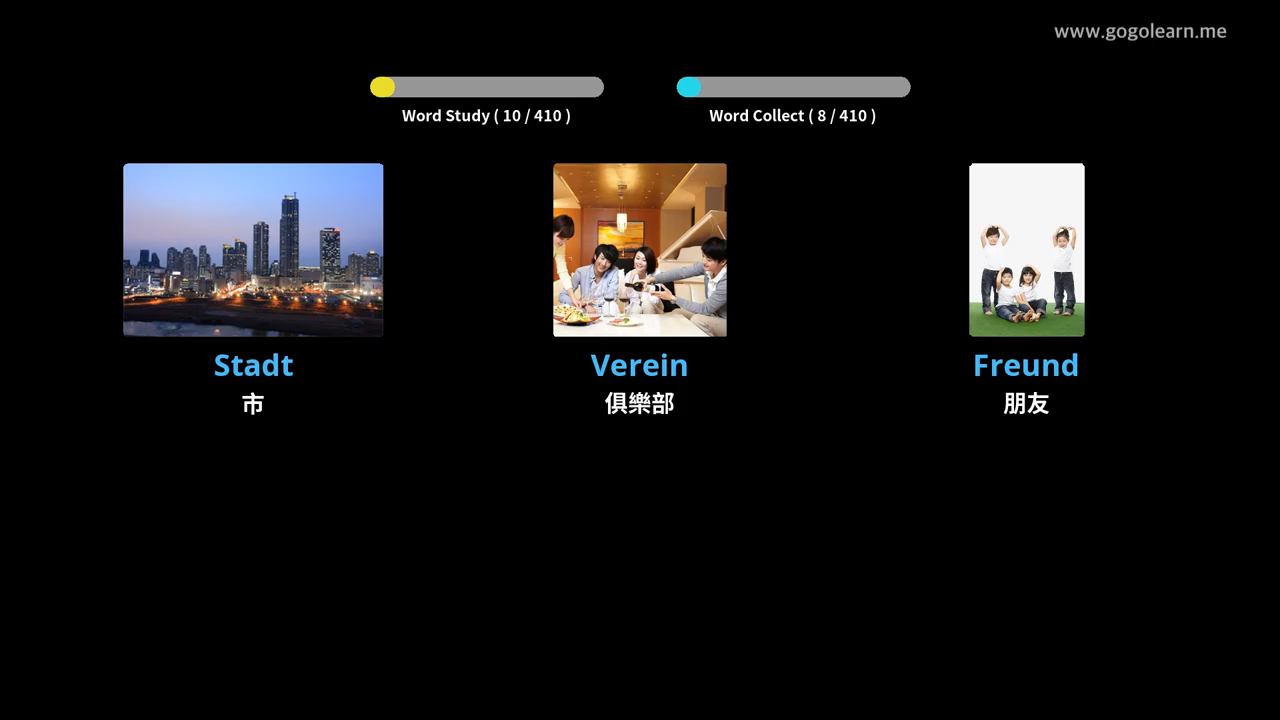 www.gogolearn.me
Word Study ( 10 / 410 )
Word Collect ( 8 / 410 )
Stadt
Verein
Freund
市
俱樂部
朋友